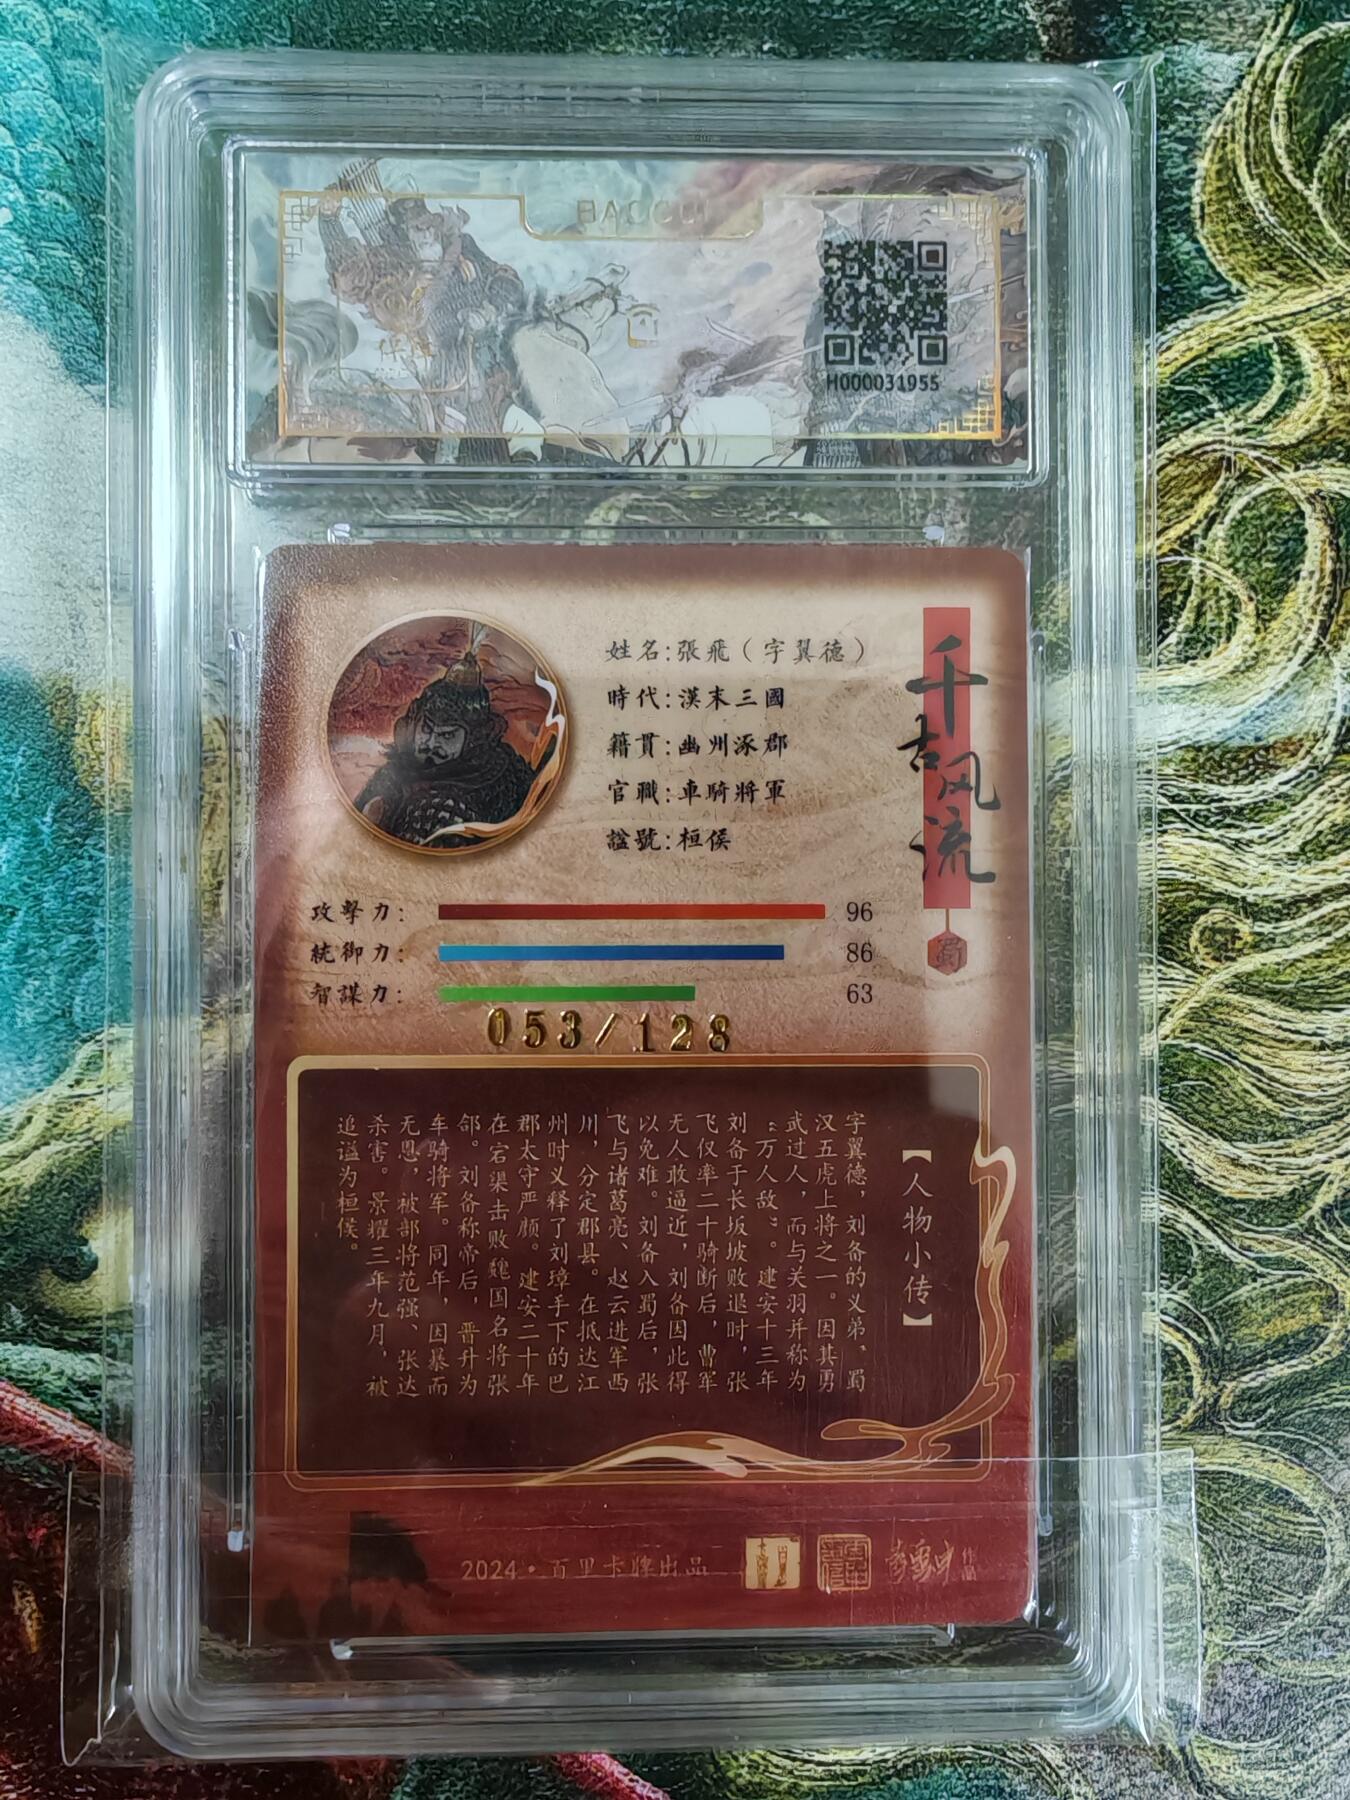 H000031955
姓名:張飛（字翼德）
時代:漢末三國
籍貫:幽州涿郡
官職:車騎將軍
諡號:桓侯
千古风流
蜀
攻擊力: 96
統御力: 86
智謀力: 63
053/128
【人物小传】
字翼德，刘备的义弟，蜀
汉五虎上将之一。因其勇
武过人，而与关羽并称为
“万人敌”。建安十三年
刘备于长坂坡败退时，张
飞仅率二十骑断后，曹军
无人敢逼近，刘备因此得
以免难。刘备入蜀后，张
飞与诸葛亮、赵云进军西
川，分定郡县。在抵达江
州时义释了刘璋手下的巴
郡太守严颜。建安二十年
在宕渠击败魏国名将张
郃。刘备称帝后，晋升为
车骑将军。同年，因暴而
无恩，被部将范强、张达
杀害。景耀三年九月，被
追谥为桓侯。
2024·百里卡牌出品
作品